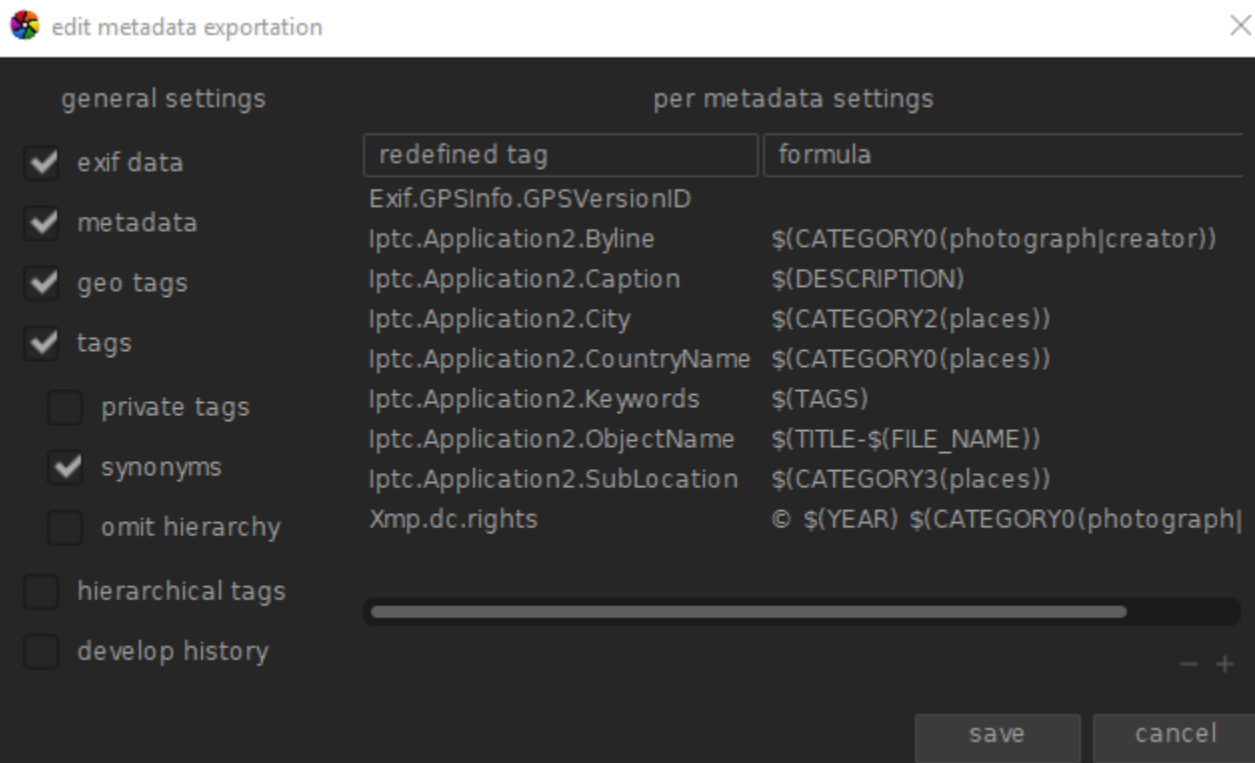 edit metadata exportation
general settings
per metadata settings
exif data
metadata
geo tags
tags
private tags
synonyms
omit hierarchy
hierarchical tags
develop history
redefined tag formula
Exif.GPSInfo.GPSVersionID
Iptc.Application2.Byline $(CATEGORY0(photograph|creator))
Iptc.Application2.Caption $(DESCRIPTION)
Iptc.Application2.City $(CATEGORY2(places))
Iptc.Application2.CountryName $(CATEGORY0(places))
Iptc.Application2.Keywords $(TAGS)
Iptc.Application2.ObjectName $(TITLE-$(FILE_NAME))
Iptc.Application2.SubLocation $(CATEGORY3(places))
Xmp.dc.rights © $(YEAR) $(CATEGORY0(photograph|
save cancel